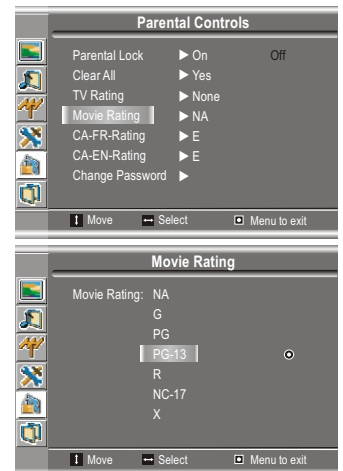 Parental Controls
Parental Lock ▶ On Off
Clear All ▶ Yes
TV Rating ▶ None
Movie Rating ▶ NA
CA-FR-Rating ▶ E
CA-EN-Rating ▶ E
Change Password ▶
Move Select Menu to exit
Movie Rating
Movie Rating: NA
G
PG
PG-13
R
NC-17
X
Move Select Menu to exit